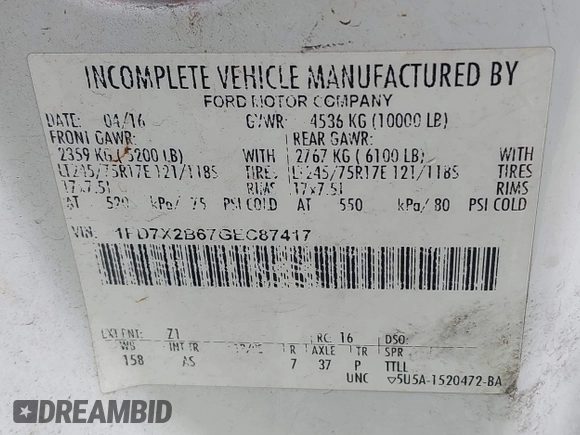 INCOMPLETE VEHICLE MANUFACTURED BY
FORD MOTOR COMPANY
DATE: 04/16 GVWR: 4536 KG (10000 LB)
FRONT GAWR: REAR GAWR:
2359 KG (5200 LB) WITH 2767 KG ( 6100 LB) WITH
LT245/75R17E 121/118S TIRES LT245/75R17E 121/118S TIRES
17x7.5J RIMS 17x7.5J RIMS
AT 520 kPa/ 75 PSI COLD AT 550 kPa/ 80 PSI COLD
VIN: 1FD7X2B67GEC87417
EXT PNT: Z1 RC: 16 DSO:
WS INT TR R AXLE TR SPR
158 AS 7 37 P TTLL
UNC ▽5U5A-1520472-BA
DREAMBID